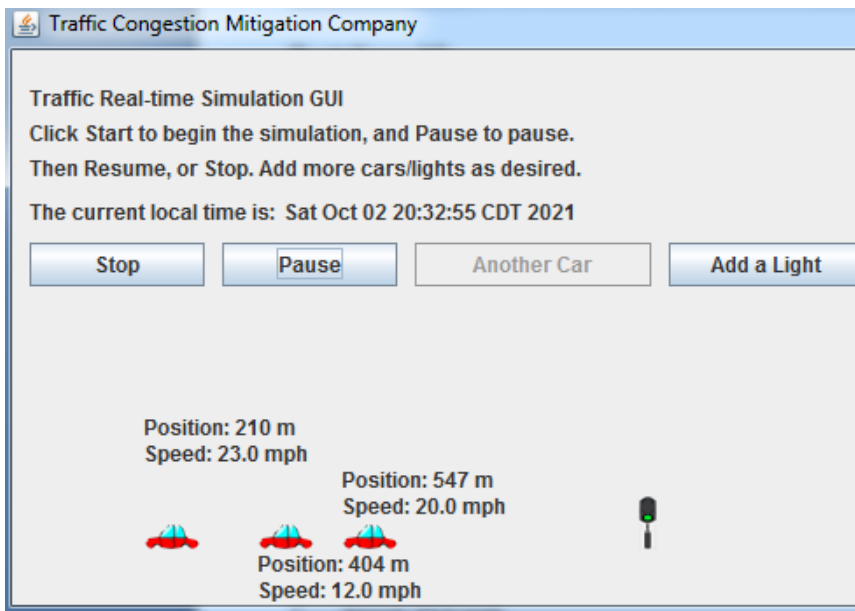 Traffic Congestion Mitigation Company
Traffic Real-time Simulation GUI
Click Start to begin the simulation, and Pause to pause.
Then Resume, or Stop. Add more cars/lights as desired.
The current local time is: Sat Oct 02 20:32:55 CDT 2021
Stop Pause Another Car Add a Light
Position: 210 m
Speed: 23.0 mph
Position: 547 m
Speed: 20.0 mph
Position: 404 m
Speed: 12.0 mph